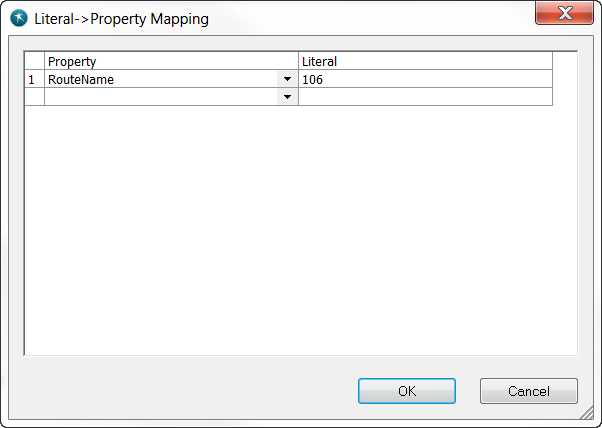 Literal->Property Mapping
Property Literal
1 RouteName 106
OK Cancel